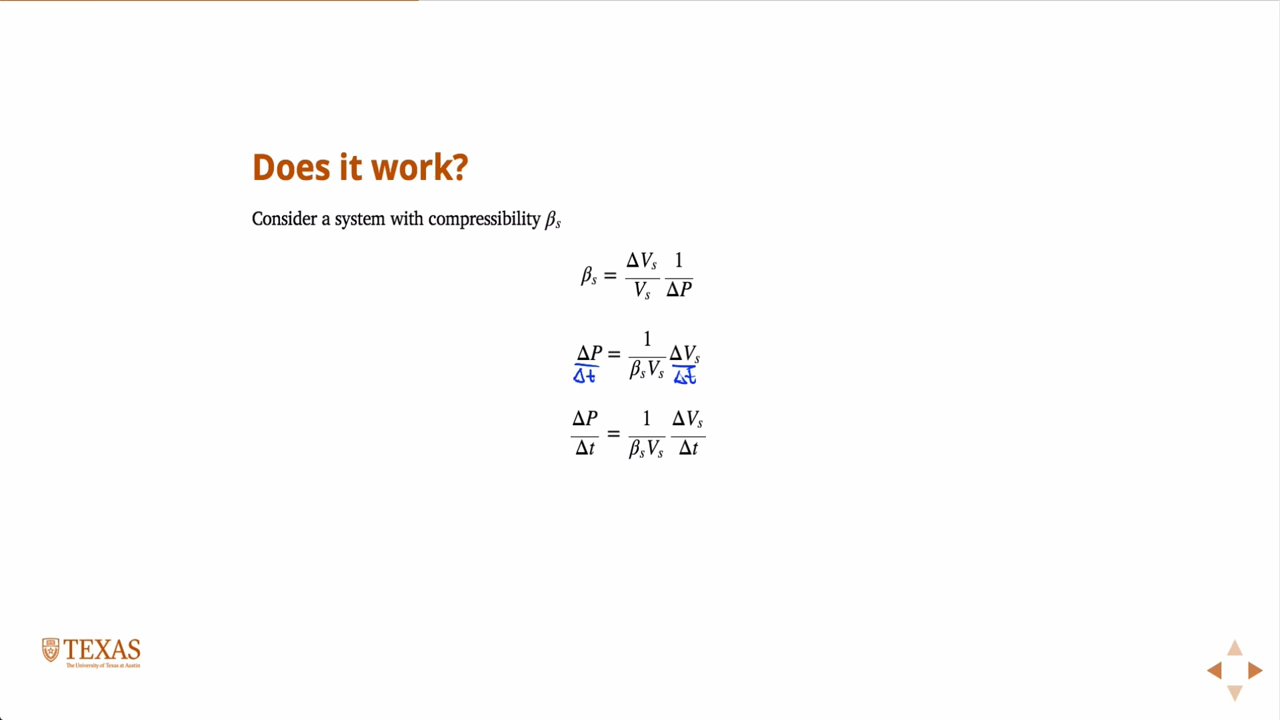 Does it work?
Consider a system with compressibility βₛ
βₛ = ΔVₛ/Vₛ 1/ΔP
ΔP/Δt = 1/(βₛVₛ) ΔVₛ/Δt
ΔP/Δt = 1/(βₛVₛ) ΔVₛ/Δt
TEXAS
The University of Texas at Austin